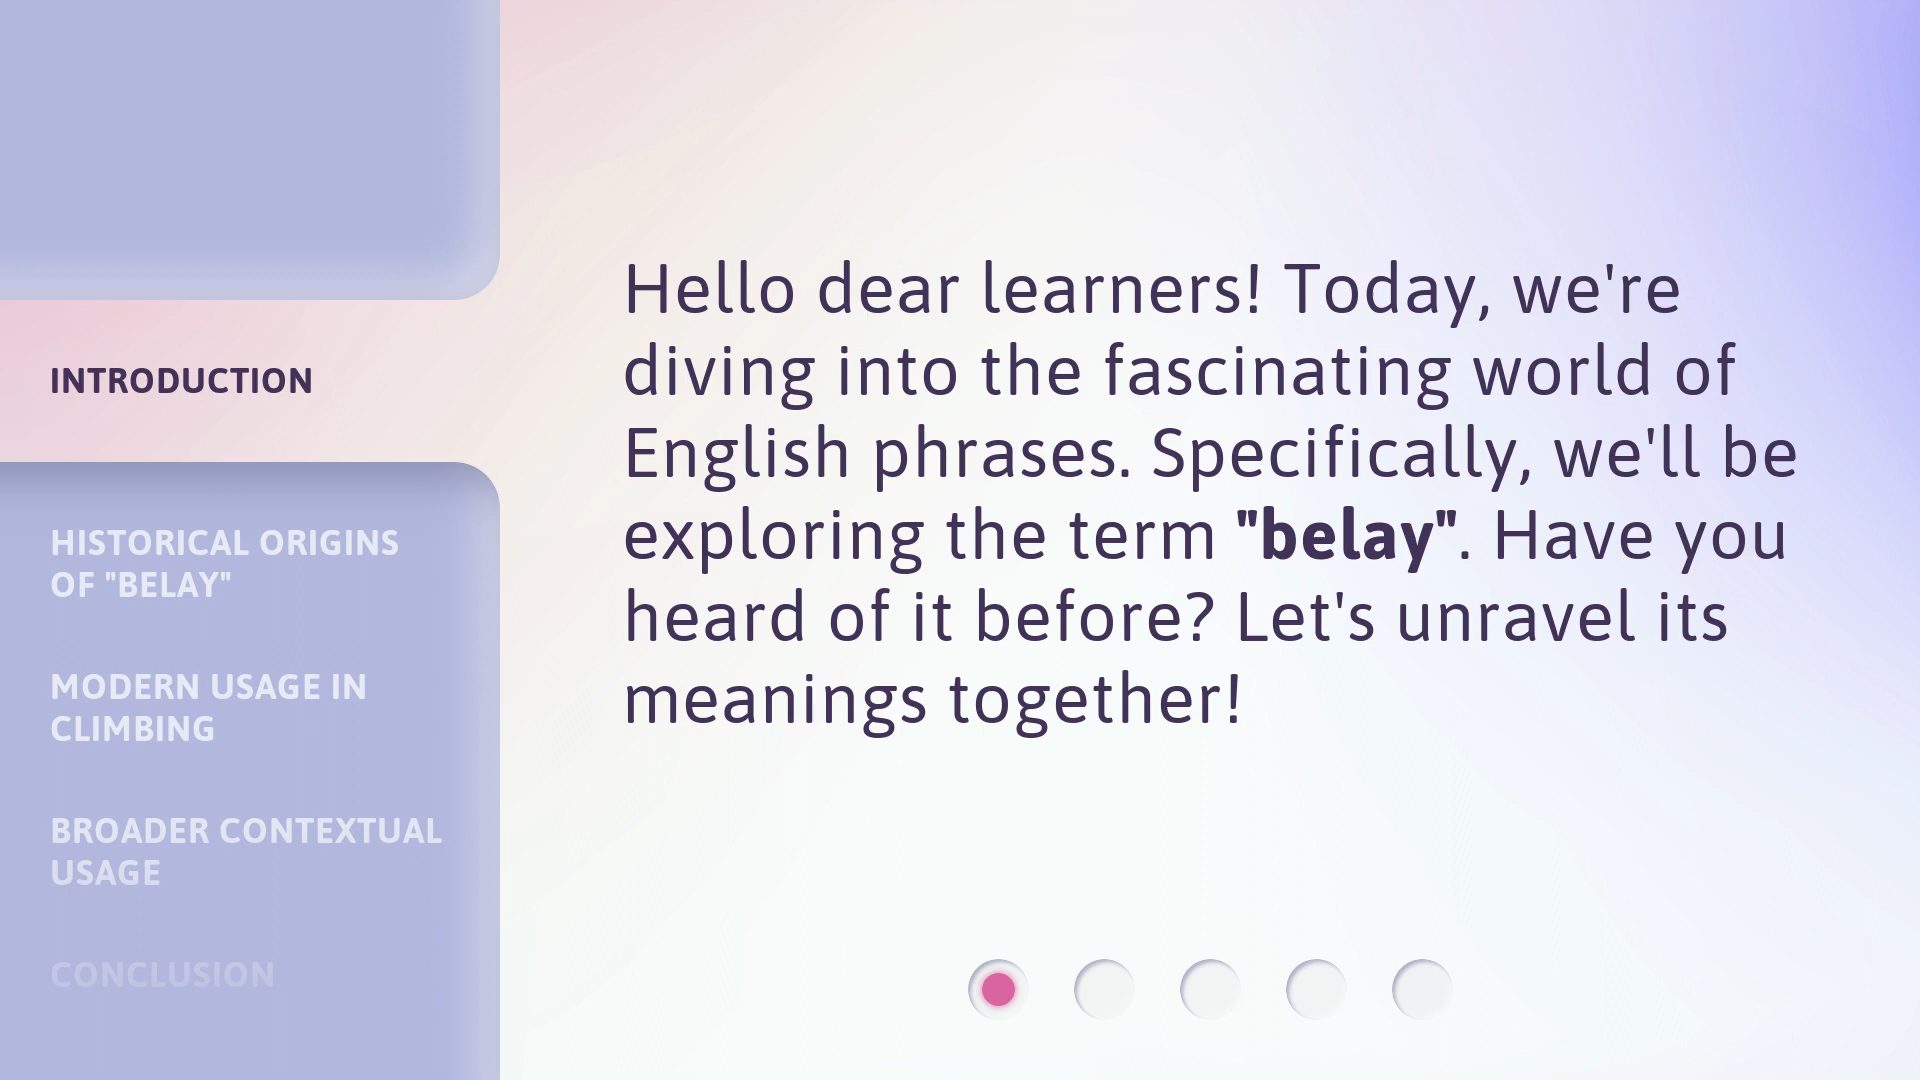 INTRODUCTION
HISTORICAL ORIGINS
OF "BELAY"
MODERN USAGE IN
CLIMBING
BROADER CONTEXTUAL
USAGE
CONCLUSION
Hello dear learners! Today, we're
diving into the fascinating world of
English phrases. Specifically, we'll be
exploring the term "belay". Have you
heard of it before? Let's unravel its
meanings together!